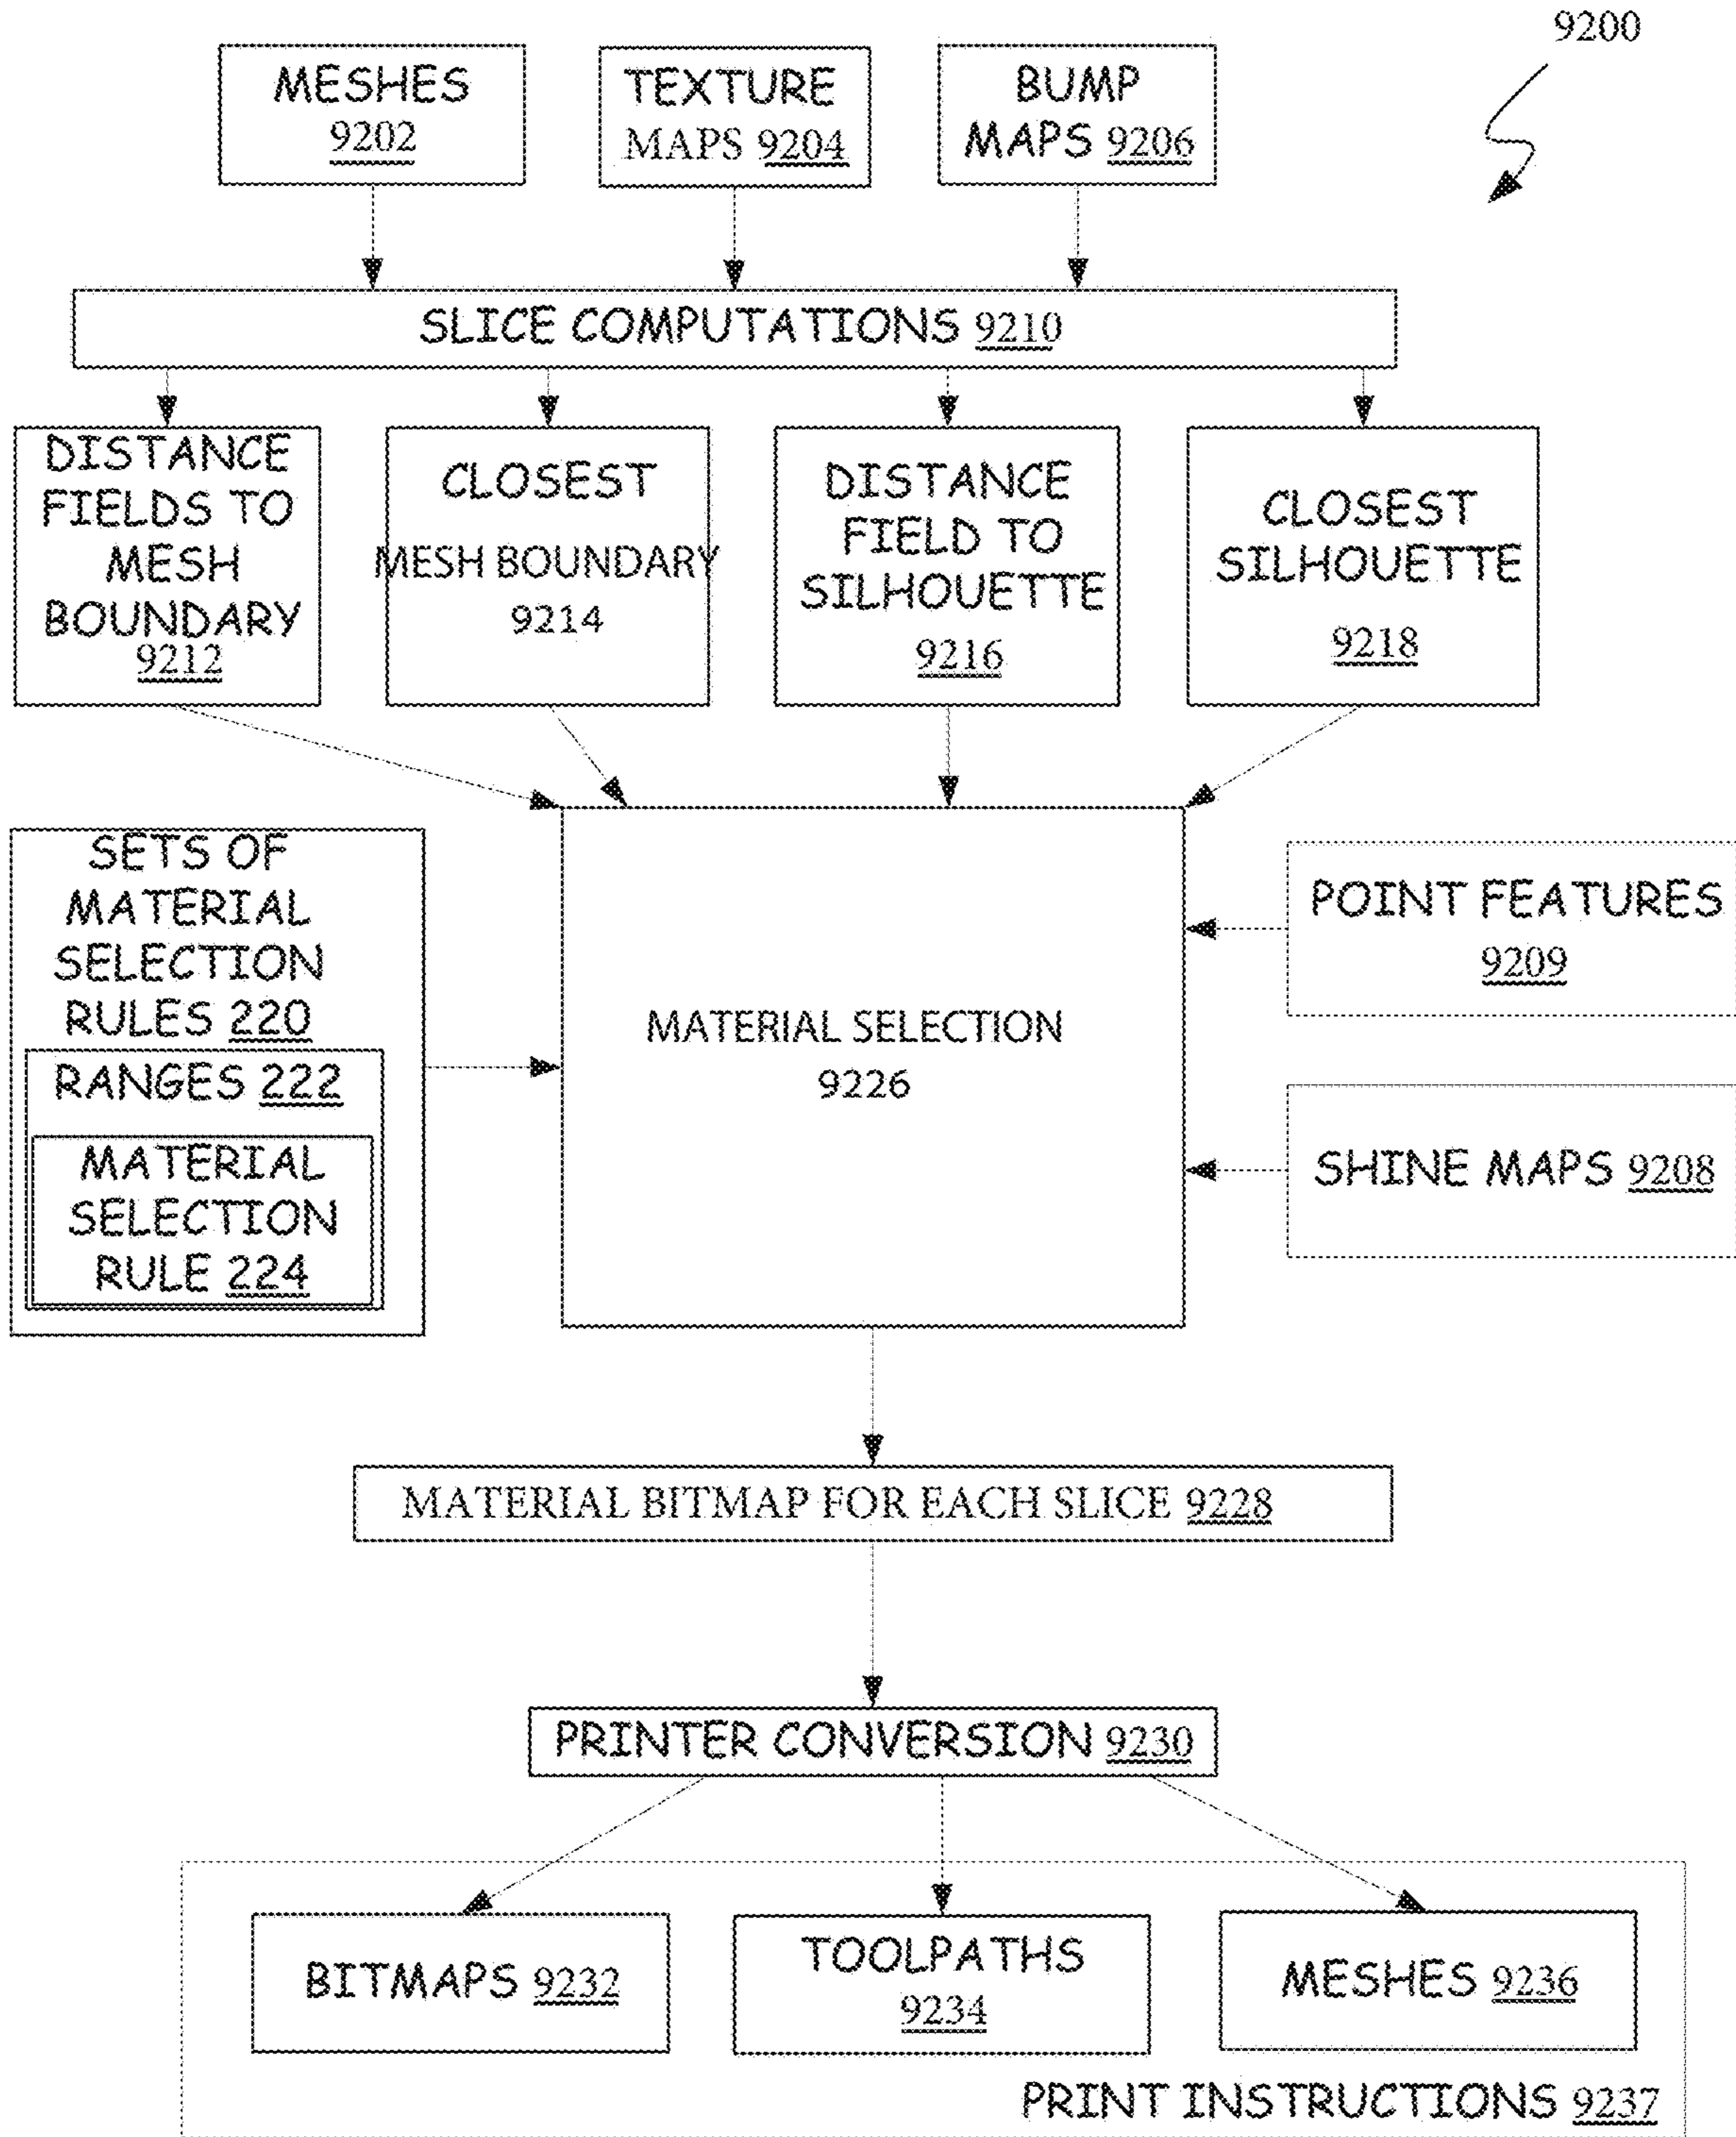 9200
MESHES
9202
TEXTURE
MAPS 9204
BUMP
MAPS 9206
SLICE COMPUTATIONS 9210
DISTANCE
FIELDS TO
MESH
BOUNDARY
9212
CLOSEST
MESH BOUNDARY
9214
DISTANCE
FIELD TO
SILHOUETTE
9216
CLOSEST
SILHOUETTE
9218
SETS OF
MATERIAL
SELECTION
RULES 220
RANGES 222
MATERIAL
SELECTION
RULE 224
MATERIAL SELECTION
9226
POINT FEATURES
9209
SHINE MAPS 9208
MATERIAL BITMAP FOR EACH SLICE 9228
PRINTER CONVERSION 9230
BITMAPS 9232
TOOLPATHS
9234
MESHES 9236
PRINT INSTRUCTIONS 9237